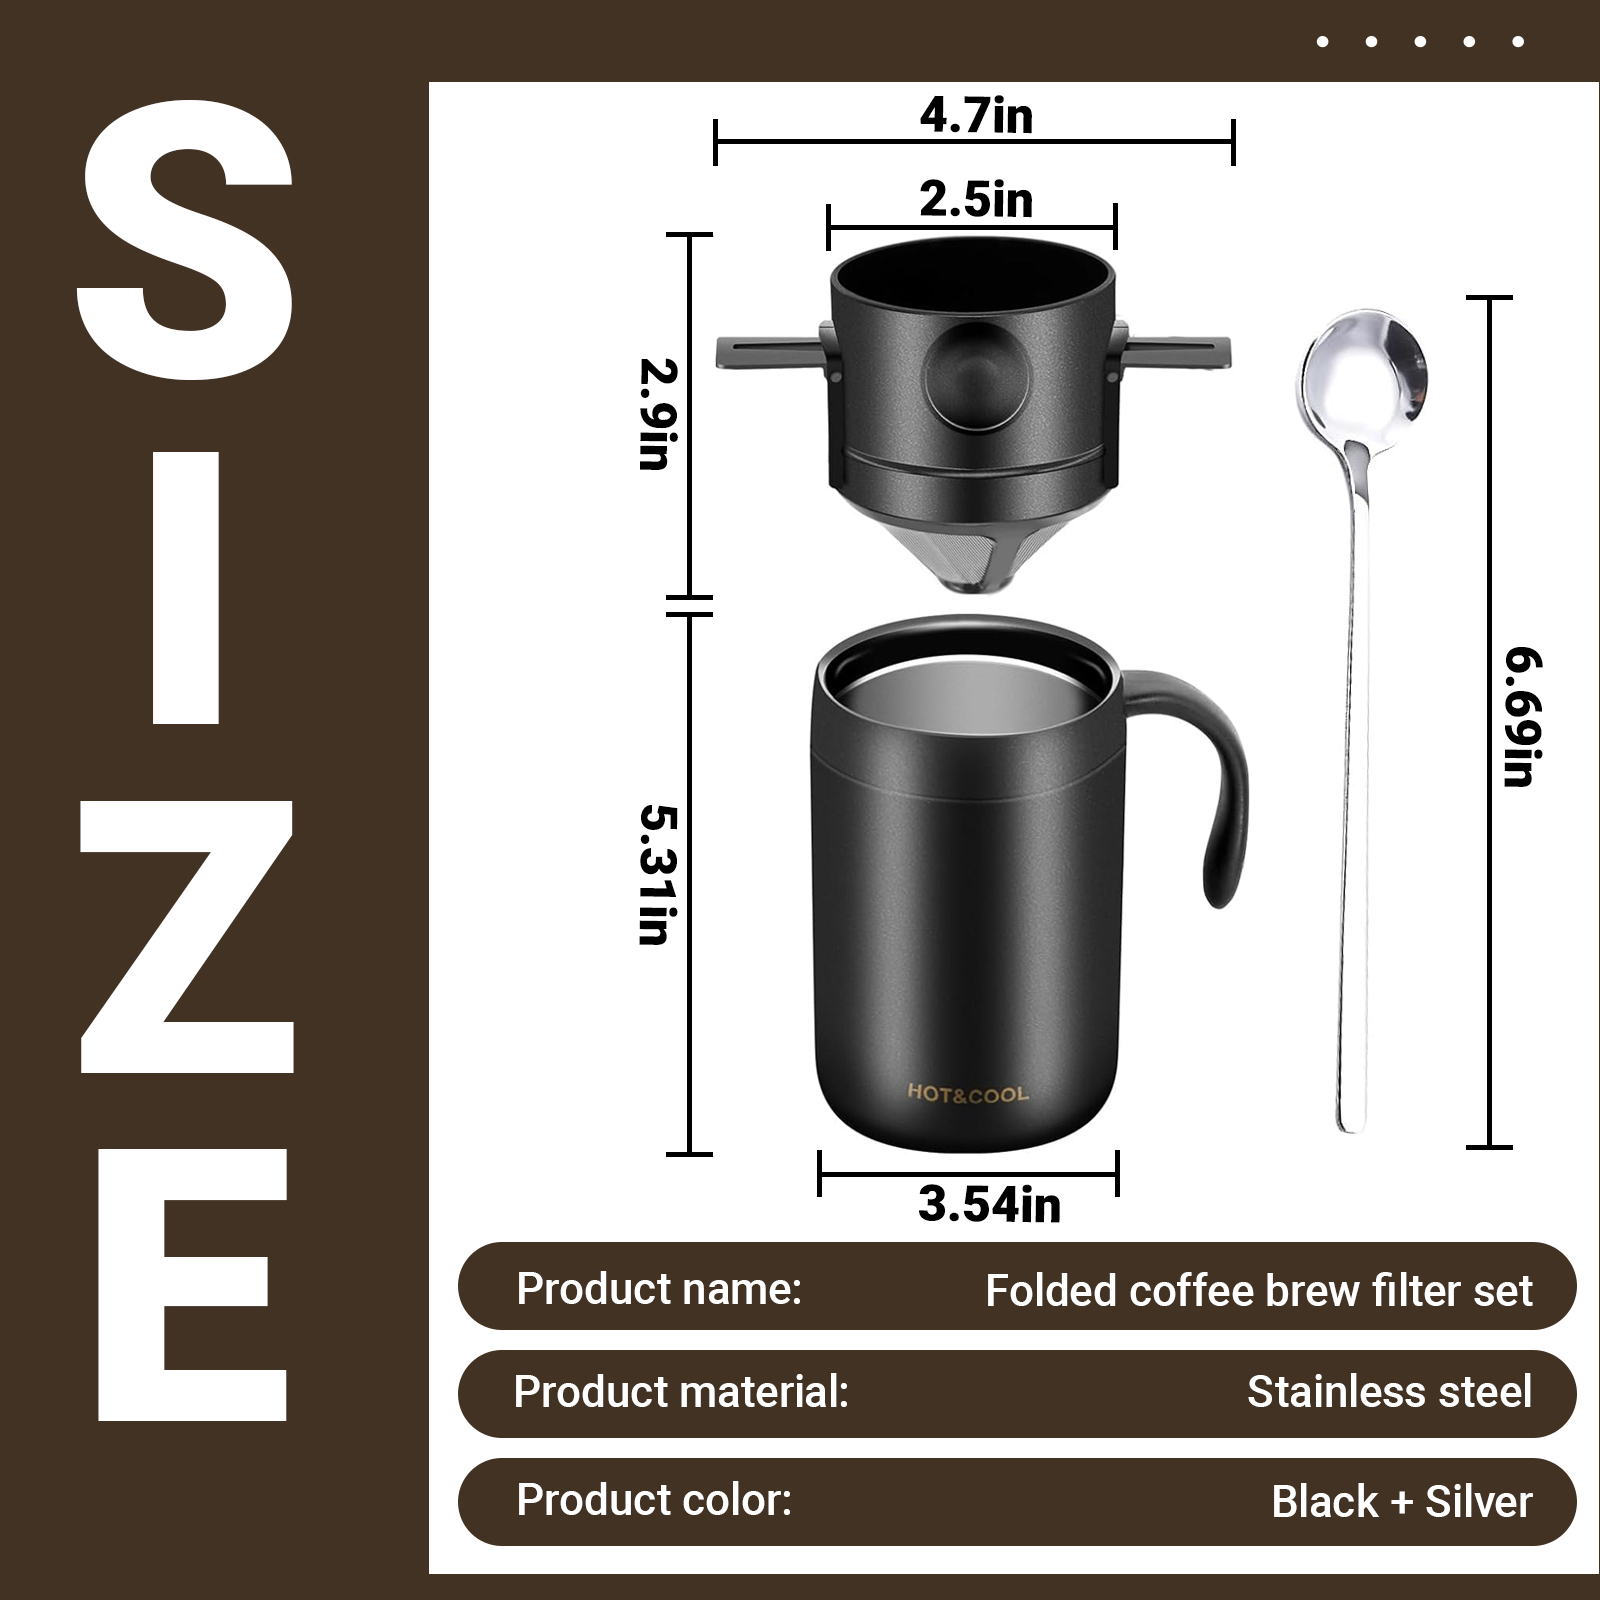 SIZE
4.7in
2.5in
2.9in
6.69in
5.31in
HOT&COOL
3.54in
Product name: Folded coffee brew filter set
Product material: Stainless steel
Product color: Black + Silver